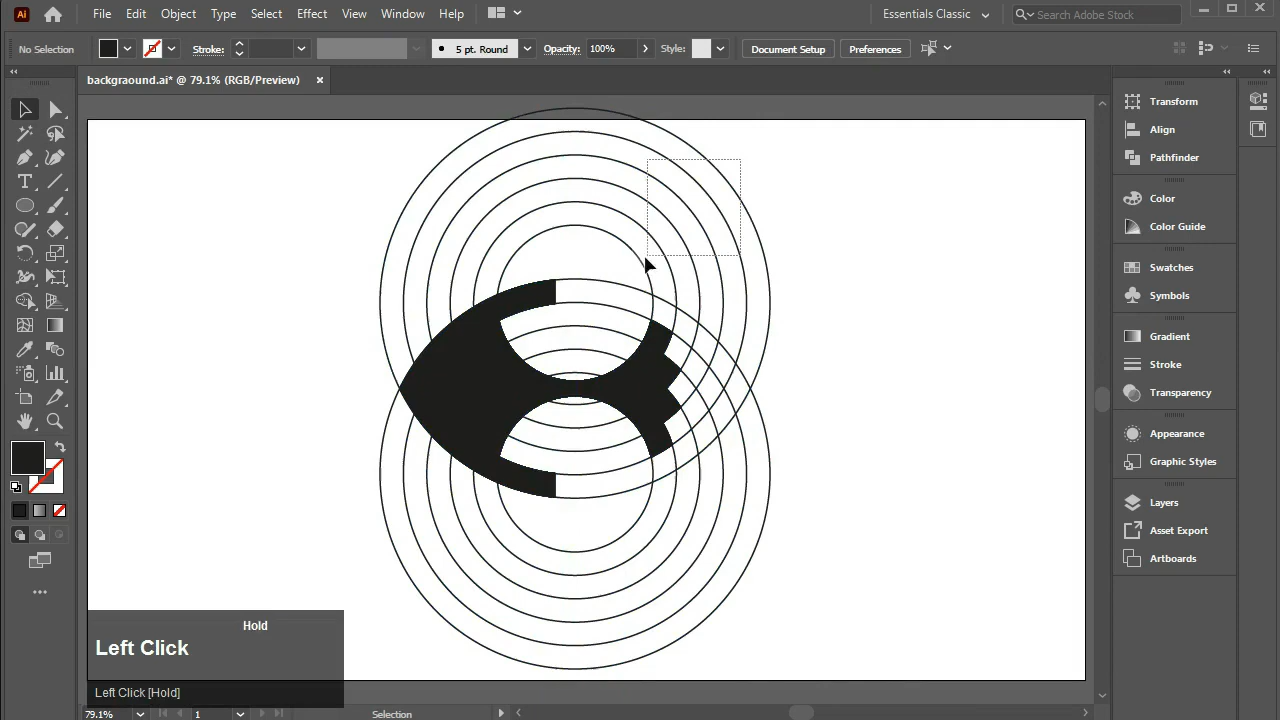 Ai File Edit Object Type Select Effect View Window Help Essentials Classic Search Adobe Stock
No Selection Stroke: 5 pt. Round Opacity: 100% Style: Document Setup Preferences
backgraound.ai* @ 79.1% (RGB/Preview) ×
Transform
Align
Pathfinder
Color
Color Guide
Swatches
Symbols
Gradient
Stroke
Transparency
Appearance
Graphic Styles
Layers
Asset Export
Artboards
Hold
Left Click
Left Click [Hold]
79.1% 1 Selection